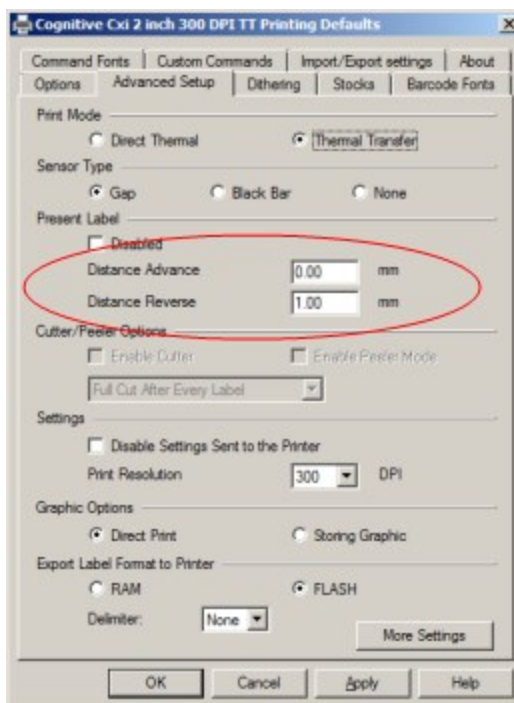 Cognitive Cxi 2 inch 300 DPI TT Printing Defaults
Command Fonts Custom Commands Import/Export settings About
Options Advanced Setup Dithering Stocks Barcode Fonts
Print Mode
Direct Thermal Thermal Transfer
Sensor Type
Gap Black Bar None
Present Label
Disabled
Distance Advance 0.00 mm
Distance Reverse 1.00 mm
Cutter/Peeler Options
Enable Cutter Enable Peeler Mode
Full Cut After Every Label
Settings
Disable Settings Sent to the Printer
Print Resolution 300 DPI
Graphic Options
Direct Print Storing Graphic
Export Label Format to Printer
RAM FLASH
Delimiter: None
More Settings
OK Cancel Apply Help